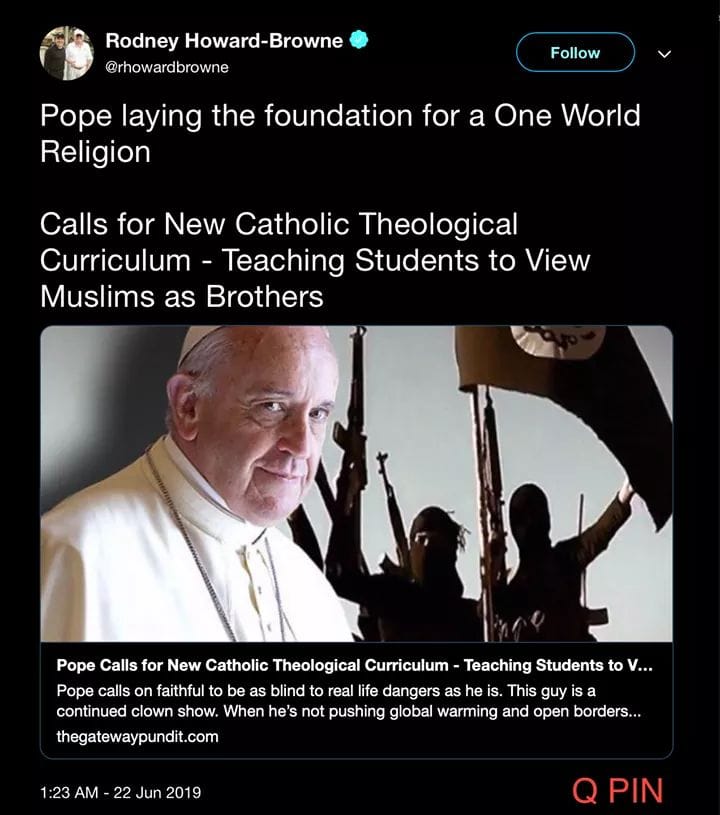 Rodney Howard-Browne
@rhowardbrowne
Follow
Pope laying the foundation for a One World
Religion
Calls for New Catholic Theological
Curriculum - Teaching Students to View
Muslims as Brothers
Pope Calls for New Catholic Theological Curriculum - Teaching Students to V...
Pope calls on faithful to be as blind to real life dangers as he is. This guy is a
continued clown show. When he's not pushing global warming and open borders...
thegatewaypundit.com
1:23 AM - 22 Jun 2019
Q PIN